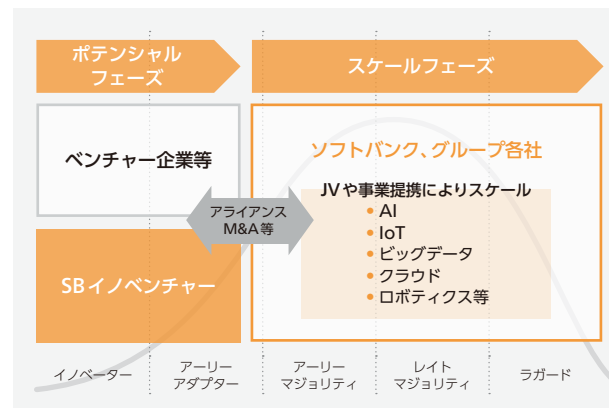 ポテンシャル
フェーズ
スケールフェーズ
ベンチャー企業等
ソフトバンク、グループ各社
JVや事業提携によりスケール
• AI
• IoT
• ビッグデータ
• クラウド
• ロボティクス等
アライアンス
M&A等
SBイノベンチャー
イノベーター
アーリー
アダプター
アーリー
マジョリティ
レイト
マジョリティ
ラガード